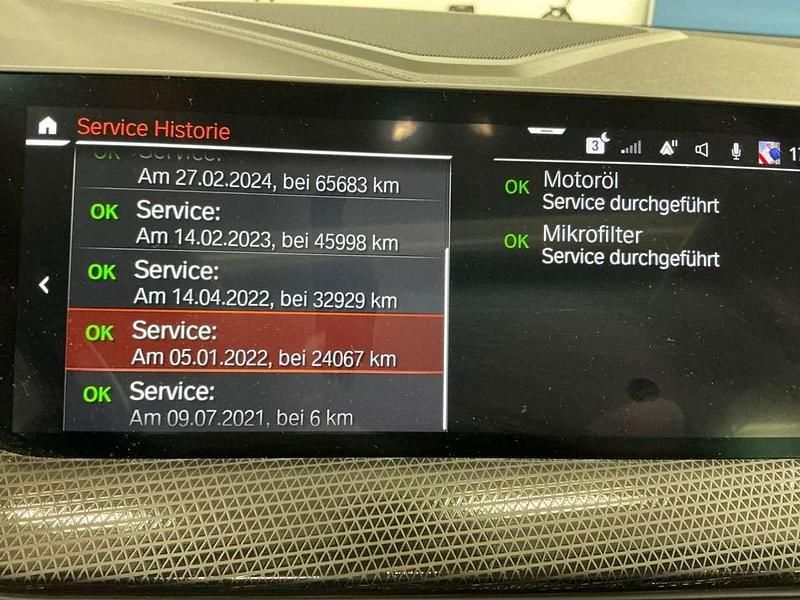 Service Historie
3
OK Service:
Am 27.02.2024, bei 65683 km
OK Service:
Am 14.02.2023, bei 45998 km
OK Service:
Am 14.04.2022, bei 32929 km
OK Service:
Am 05.01.2022, bei 24067 km
OK Service:
Am 09.07.2021, bei 6 km
OK Motoröl
Service durchgeführt
OK Mikrofilter
Service durchgeführt